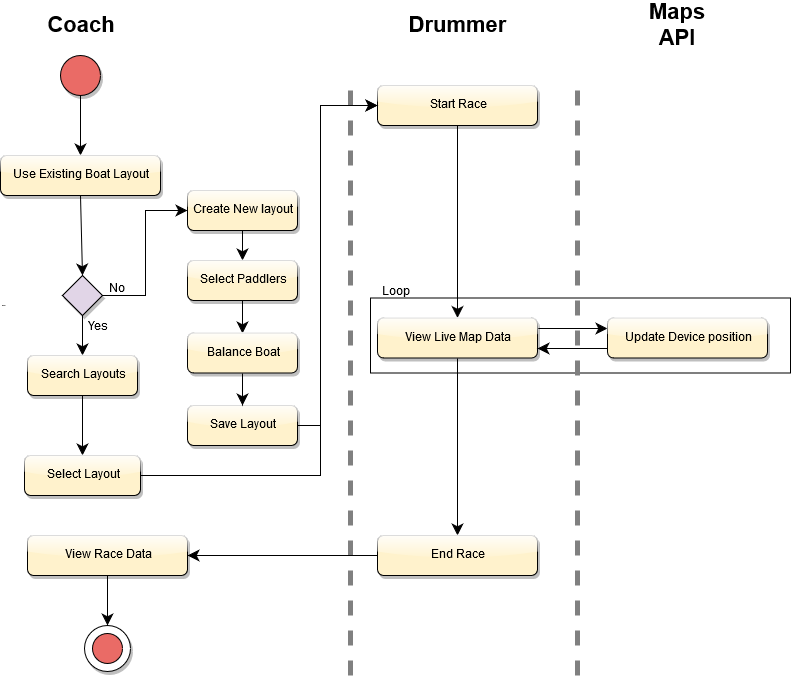 Coach
Drummer
Maps
API
Start Race
Use Existing Boat Layout
Create New layout
No
Select Paddlers
Loop
Yes
View Live Map Data
Update Device position
Balance Boat
Search Layouts
Save Layout
Select Layout
View Race Data
End Race